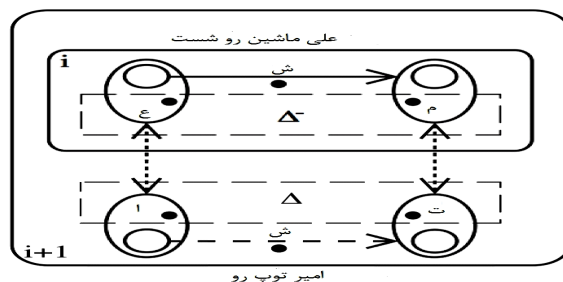 علی ماشین رو شست
i
ش
ع
م
Δ-
Δ
ا
ت
ش
i+1
امیر توپ رو